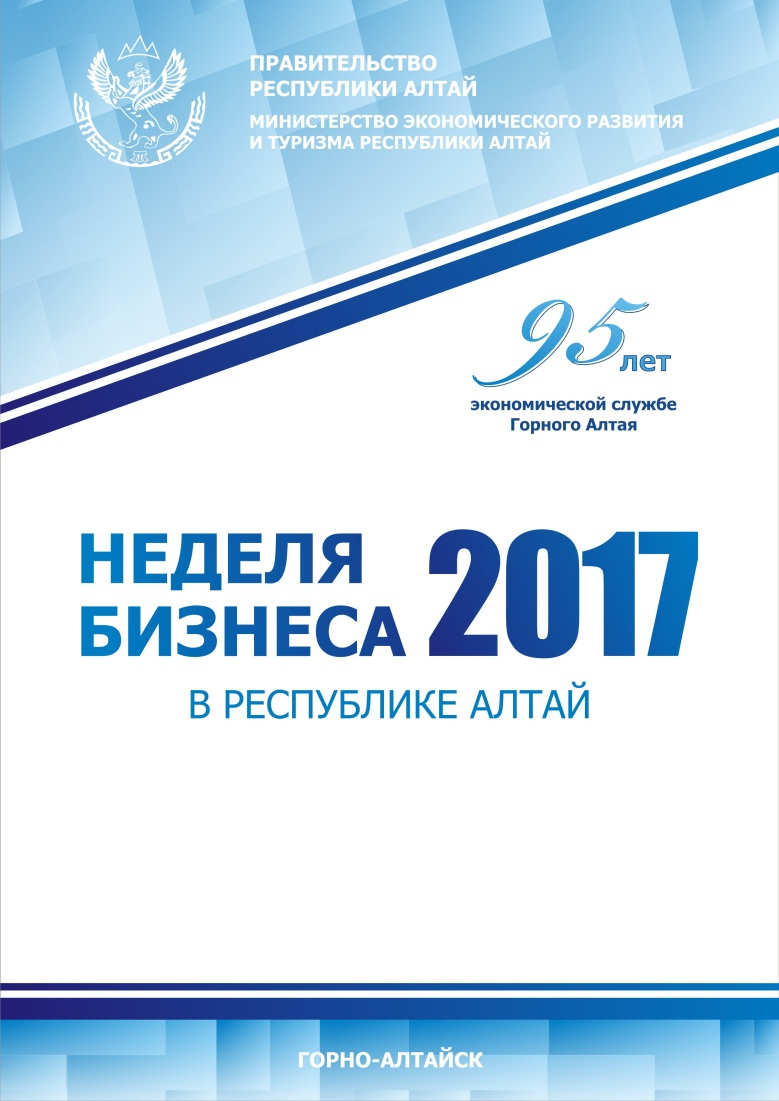 ПРАВИТЕЛЬСТВО
РЕСПУБЛИКИ АЛТАЙ
МИНИСТЕРСТВО ЭКОНОМИЧЕСКОГО РАЗВИТИЯ
И ТУРИЗМА РЕСПУБЛИКИ АЛТАЙ
95 лет
экономической службе
Горного Алтая
НЕДЕЛЯ
БИЗНЕСА 2017
В РЕСПУБЛИКЕ АЛТАЙ
ГОРНО-АЛТАЙСК